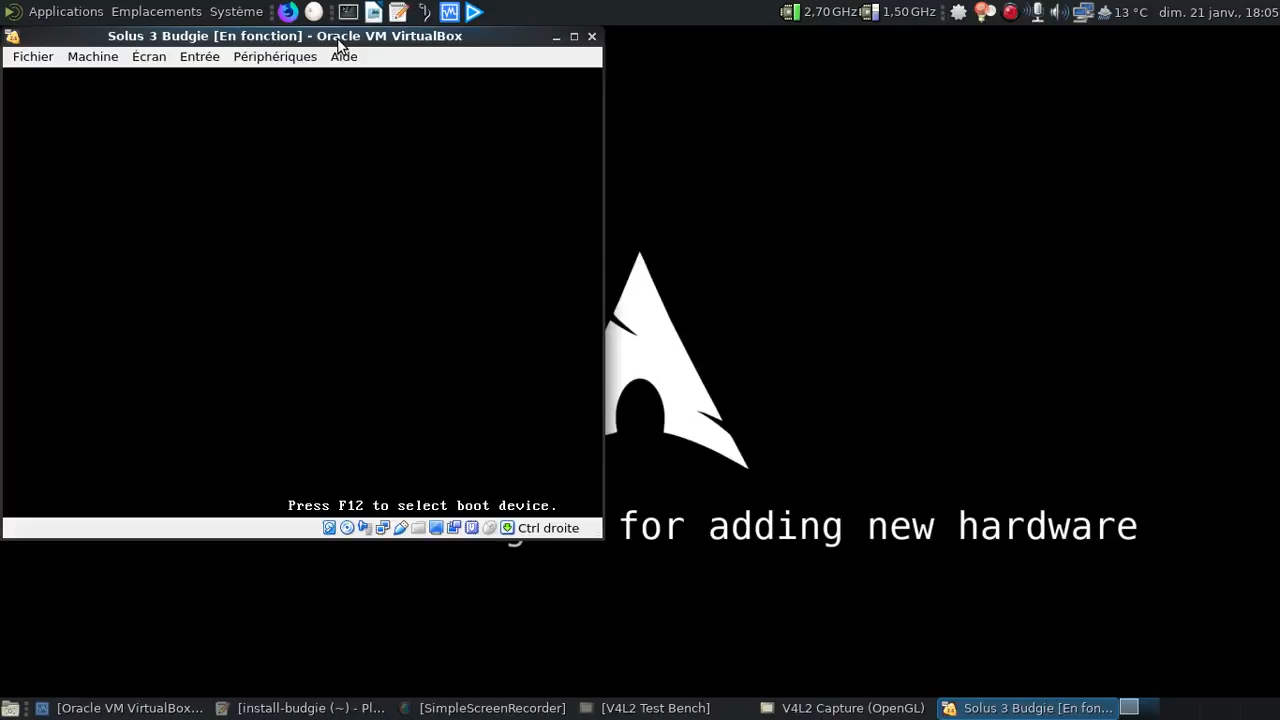 Applications Emplacements Système 2,70 GHz 1,50 GHz 13 °C dim. 21 janv., 18:05
Solus 3 Budgie [En fonction] - Oracle VM VirtualBox
Fichier Machine Écran Entrée Périphériques Aide
Press F12 to select boot device.
Ctrl droite
for adding new hardware
[Oracle VM VirtualBox... [install-budgie (~) - Pl... [SimpleScreenRecorder] [V4L2 Test Bench] V4L2 Capture (OpenGL) Solus 3 Budgie [En fon...